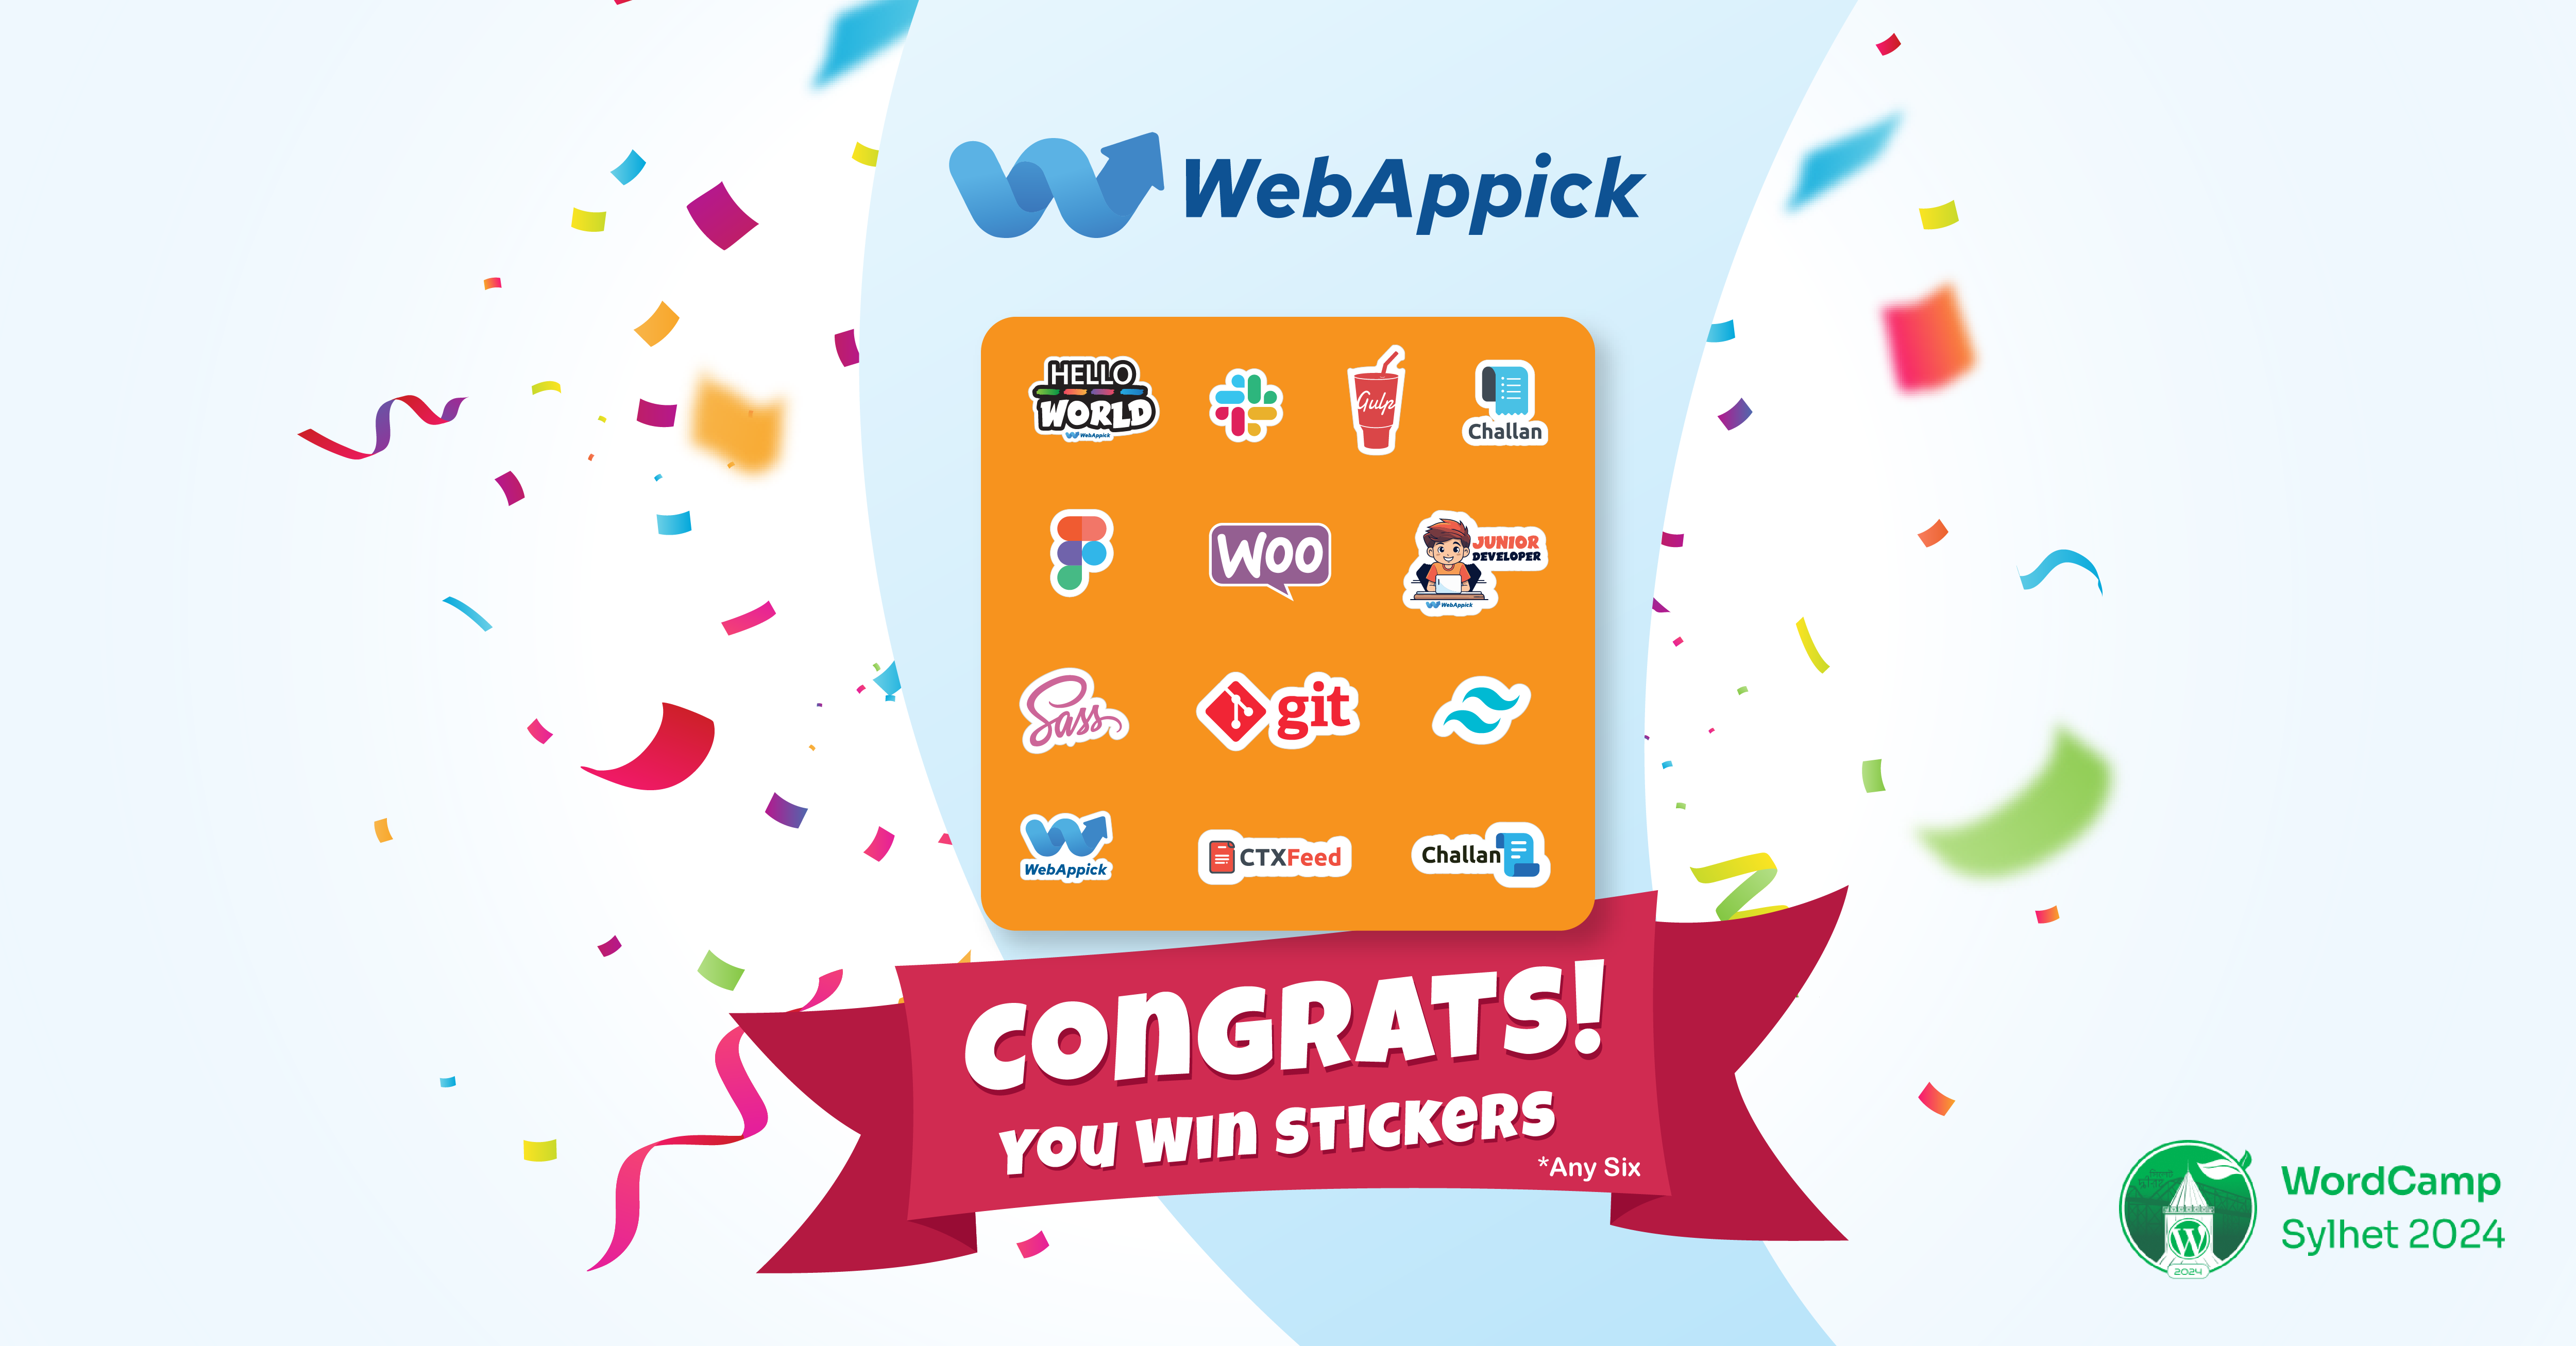 WebAppick
HELLO
WORLD
WebAppick
Gulp
Challan
WOO
JUNIOR
DEVELOPER
WebAppick
Sass
git
WebAppick
CTXFeed
Challan
CONGRATS!
YOU WIN STICKERS
*Any Six
WordCamp
Sylhet 2024
2024